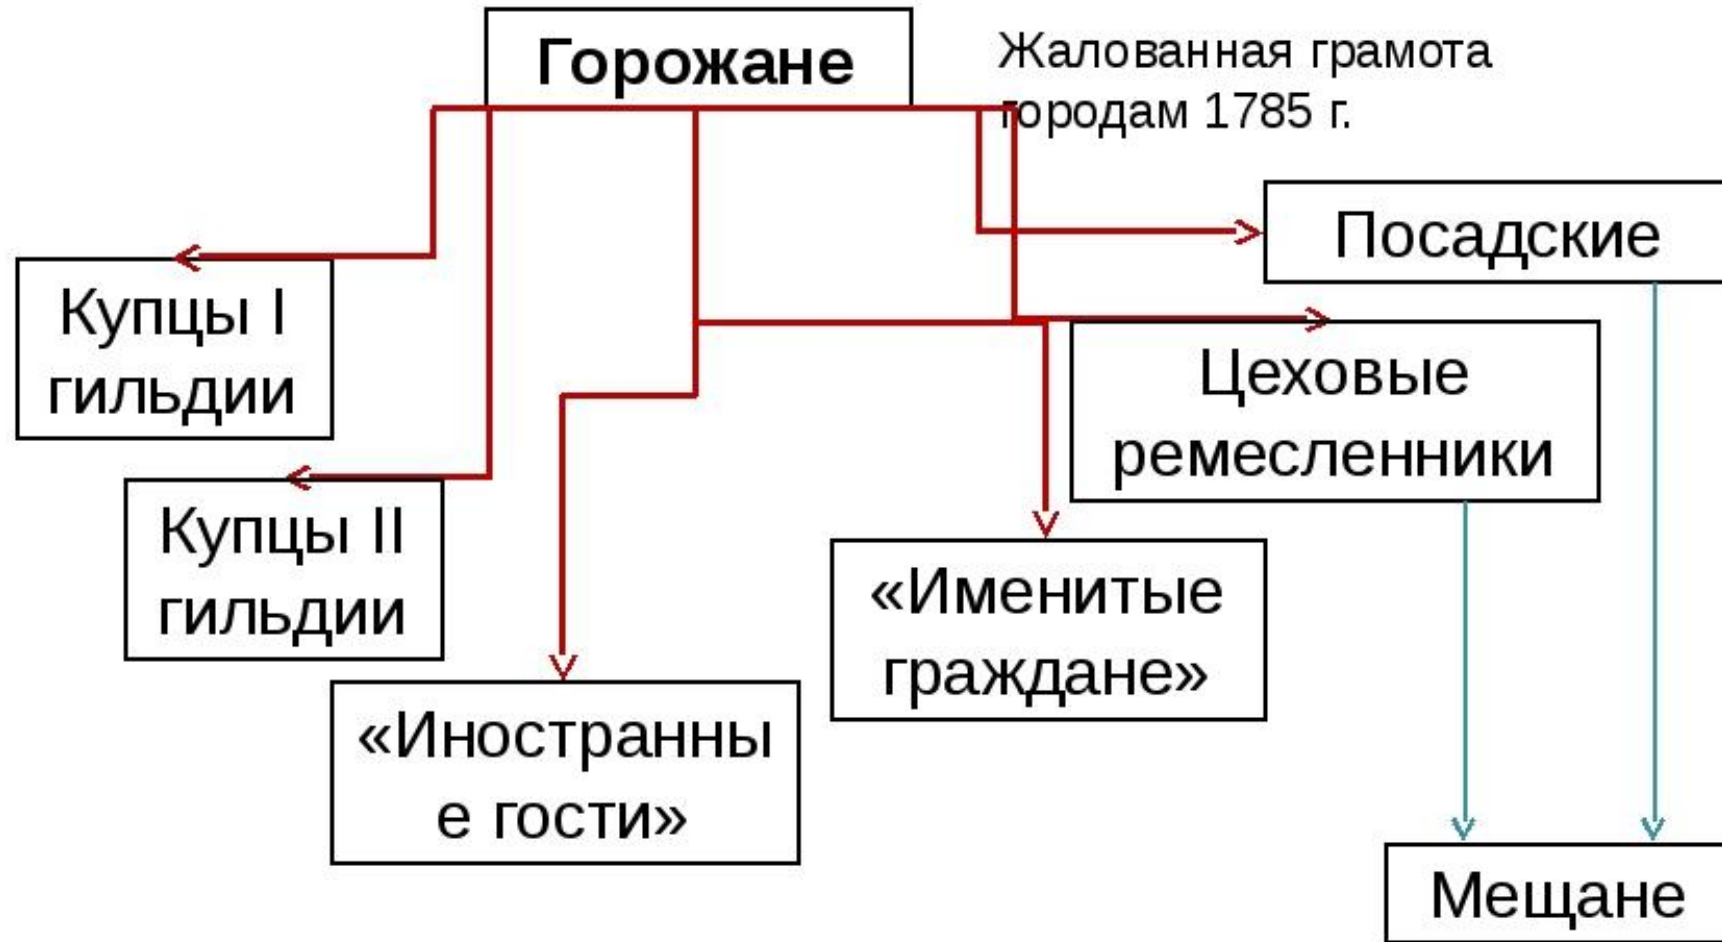 Горожане
Жалованная грамота
городам 1785 г.
Посадские
Купцы I
гильдии
Цеховые
ремесленники
Купцы II
гильдии
«Именитые
граждане»
«Иностранны
е гости»
Мещане